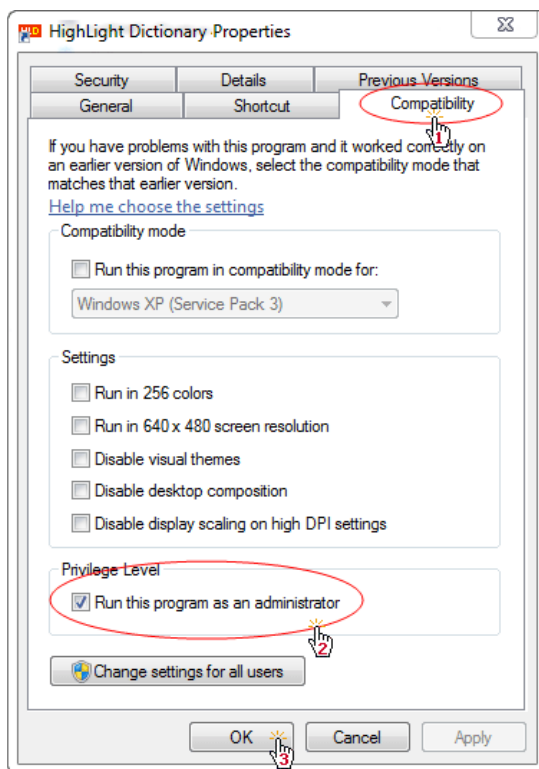 HighLight Dictionary Properties
Security Details Previous Versions
General Shortcut Compatibility
1
If you have problems with this program and it worked correctly on
an earlier version of Windows, select the compatibility mode that
matches that earlier version.
Help me choose the settings
Compatibility mode
Run this program in compatibility mode for:
Windows XP (Service Pack 3)
Settings
Run in 256 colors
Run in 640 x 480 screen resolution
Disable visual themes
Disable desktop composition
Disable display scaling on high DPI settings
Privilege Level
Run this program as an administrator
2
Change settings for all users
OK Cancel Apply
3